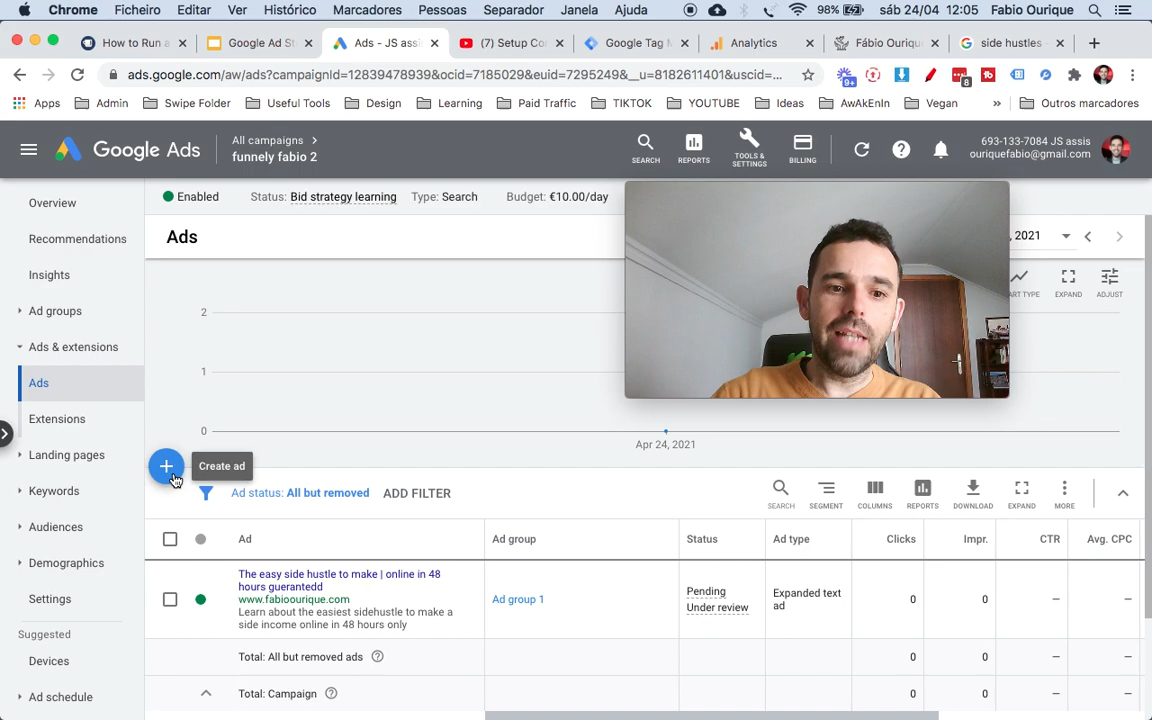 Chrome Ficheiro Editar Ver Histórico Marcadores Pessoas Separador Janela Ajuda 98% sáb 24/04 12:05 Fabio Ourique
How to Run a Google Ad St Ads - JS assi (7) Setup Co Google Tag M Analytics Fábio Ouriqu side hustles -
ads.google.com/aw/ads?campaignId=12839478939&ocid=7185029&euid=7295249&__u=8182611401&uscid=... 9+ 8
Apps Admin Swipe Folder Useful Tools Design Learning Paid Traffic TIKTOK YOUTUBE Ideas AwAkEnIn Vegan » Outros marcadores
Google Ads
All campaigns
funnely fabio 2
SEARCH REPORTS TOOLS & SETTINGS BILLING
693-133-7084 JS assis
ouriquefabio@gmail.com
Overview
Recommendations
Insights
Ad groups
Ads & extensions
Ads
Extensions
Landing pages
Keywords
Audiences
Demographics
Settings
Suggested
Devices
Ad schedule
Enabled Status: Bid strategy learning Type: Search Budget: €10.00/day
Ads
, 2021
ART TYPE EXPAND ADJUST
2
1
0
Apr 24, 2021
Create ad
Ad status: All but removed ADD FILTER
SEARCH SEGMENT COLUMNS REPORTS DOWNLOAD EXPAND MORE
Ad Ad group Status Ad type Clicks Impr. CTR Avg. CPC
The easy side hustle to make | online in 48
hours guerantedd
www.fabioourique.com
Learn about the easiest sidehustle to make a
side income online in 48 hours only
Ad group 1
Pending
Under review
Expanded text
ad
0 0 — —
Total: All but removed ads 0 0 — —
Total: Campaign 0 0 — —